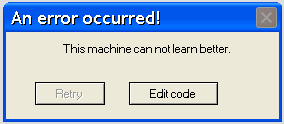 An error occurred!
This machine can not learn better.
Retry
Edit code